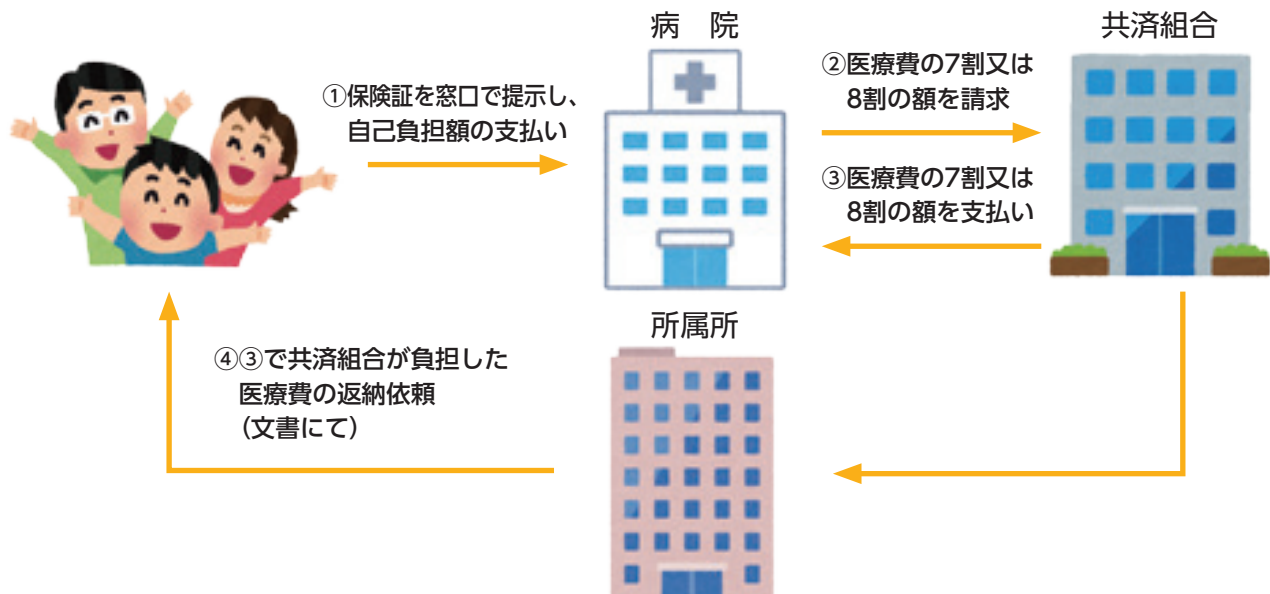 病　院
共済組合
①保険証を窓口で提示し、
自己負担額の支払い
②医療費の7割又は
8割の額を請求
③医療費の7割又は
8割の額を支払い
所属所
④③で共済組合が負担した
医療費の返納依頼
（文書にて）